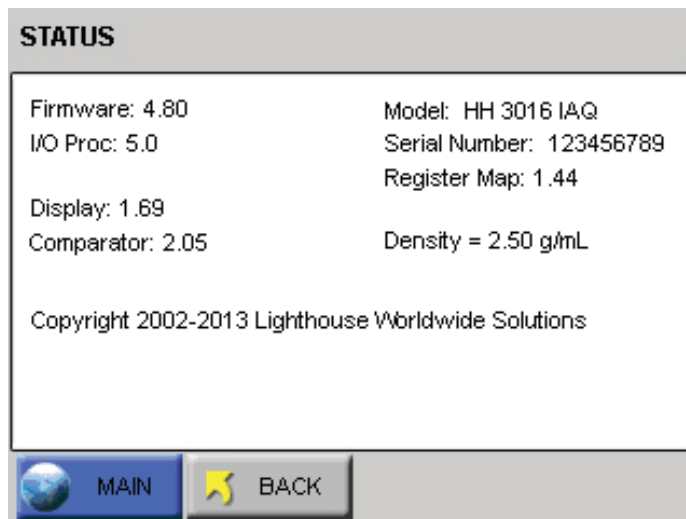 STATUS
Firmware: 4.80
I/O Proc: 5.0
Display: 1.69
Comparator: 2.05
Model: HH 3016 IAQ
Serial Number: 123456789
Register Map: 1.44
Density = 2.50 g/mL
Copyright 2002-2013 Lighthouse Worldwide Solutions
MAIN
BACK